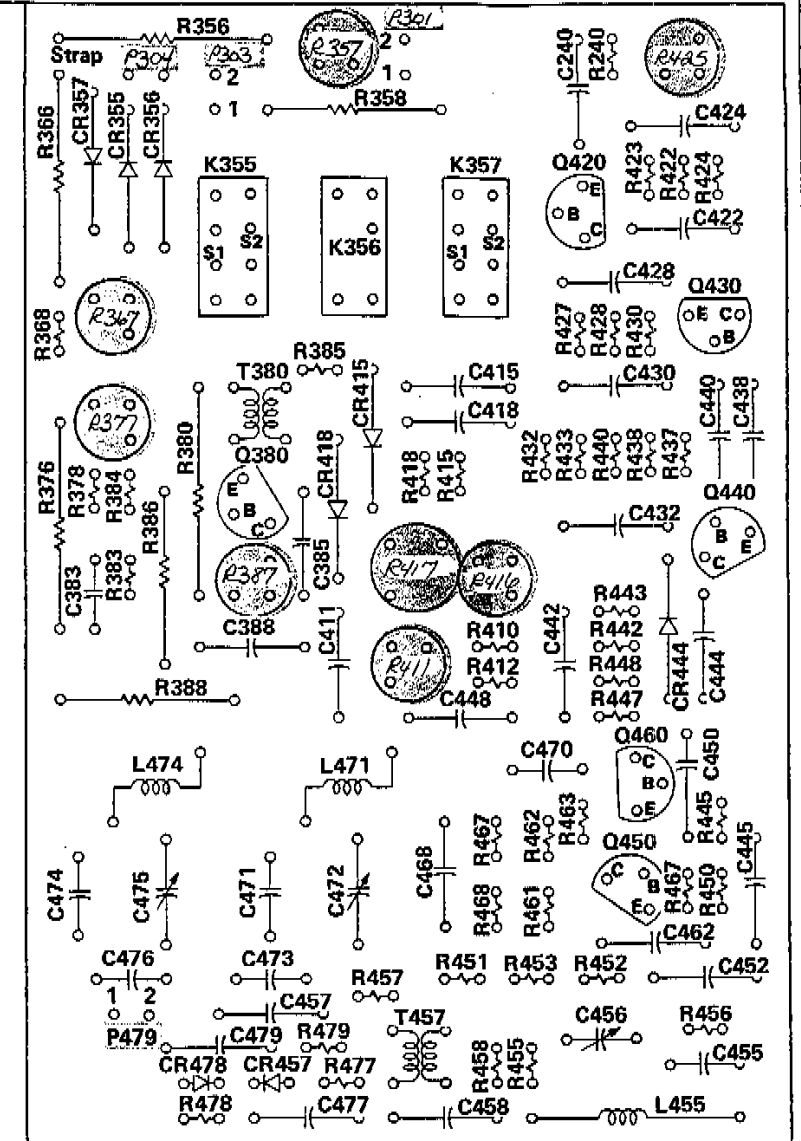 R356
P301
Strap
P304
P303
R357
2
1
C240
R240
R425
2
1
R358
R366
CR357
CR355
CR356
C424
K355
K356
K357
Q420
R423
R422
R424
E
B
C
C422
S1
S2
S1
S2
C428
Q430
R368
R367
R427
R428
R430
E
C
B
R385
T380
CR415
C415
C430
C440
C438
C418
R377
R380
Q380
CR418
R418
R415
R432
R433
R440
R438
R437
R376
R378
R384
R386
E
B
C
C385
Q440
C432
B
E
C
C383
R383
R387
R417
R416
R443
C388
C411
R410
C442
R442
R411
R412
R448
CR444
C444
R388
C448
R447
L474
L471
C470
Q460
C450
C
B
E
R463
R445
R467
R462
Q450
C445
C474
C475
C471
C472
C468
C
B
E
R467
R450
R468
R461
C462
C476
C473
R457
R451
R453
R452
C452
1
2
C457
T457
C456
R456
P479
C479
R479
C455
CR478
CR457
R477
R458
R455
R478
C477
C458
L455